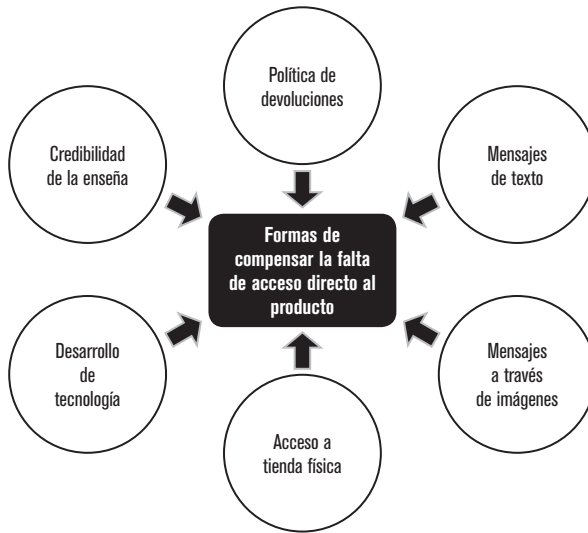 Política de
devoluciones
Credibilidad
de la enseña
Mensajes
de texto
Formas de
compensar la falta
de acceso directo al
producto
Desarrollo
de
tecnología
Mensajes
a través
de imágenes
Acceso a
tienda física